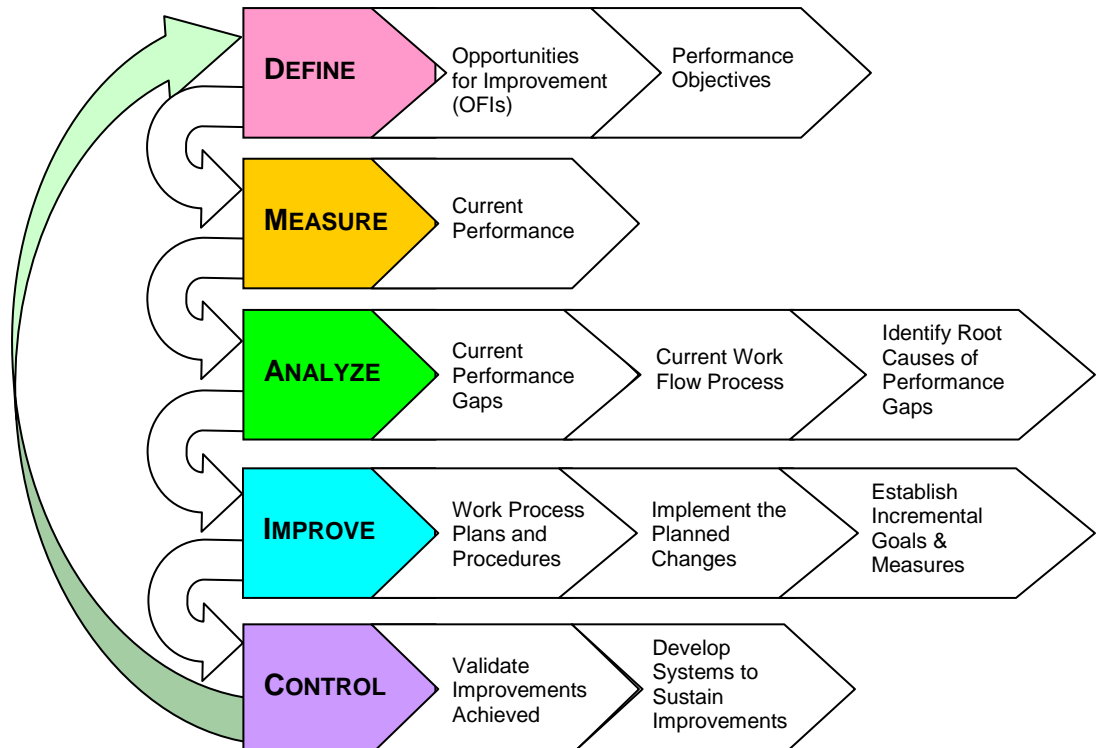 DEFINE
Opportunities
for Improvement
(OFIs)
Performance
Objectives
MEASURE
Current
Performance
ANALYZE
Current
Performance
Gaps
Current Work
Flow Process
Identify Root
Causes of
Performance
Gaps
IMPROVE
Work Process
Plans and
Procedures
Implement the
Planned
Changes
Establish
Incremental
Goals &
Measures
CONTROL
Validate
Improvements
Achieved
Develop
Systems to
Sustain
Improvements